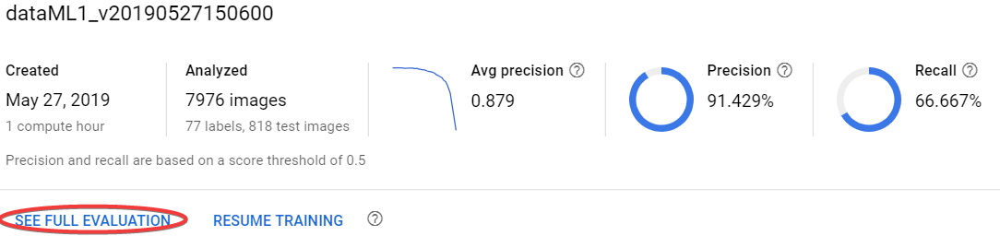 dataML1_v20190527150600
Created
May 27, 2019
1 compute hour
Analyzed
7976 images
77 labels, 818 test images
Avg precision ?
0.879
Precision ?
91.429%
Recall ?
66.667%
Precision and recall are based on a score threshold of 0.5
SEE FULL EVALUATION RESUME TRAINING ?